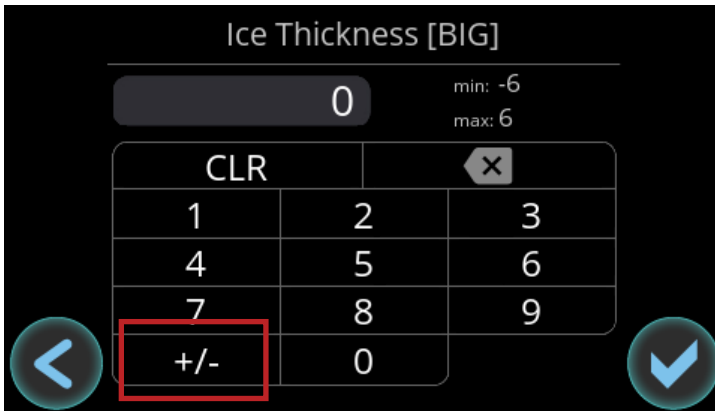 Ice Thickness [BIG]
0
min: -6
max: 6
CLR
1 2 3
4 5 6
7 8 9
+/- 0